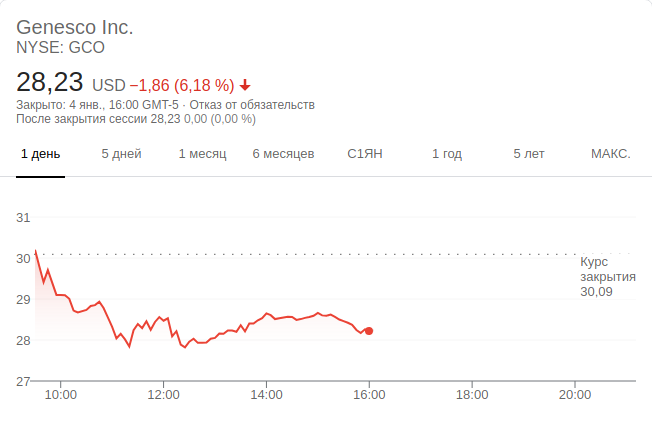 Genesco Inc.
NYSE: GCO
28,23 USD −1,86 (6,18 %)
Закрыто: 4 янв., 16:00 GMT-5 · Отказ от обязательств
После закрытия сессии 28,23 0,00 (0,00 %)
1 день 5 дней 1 месяц 6 месяцев С1ЯН 1 год 5 лет МАКС.
31
30
29
28
27
Курс
закрытия
30,09
10:00 12:00 14:00 16:00 18:00 20:00